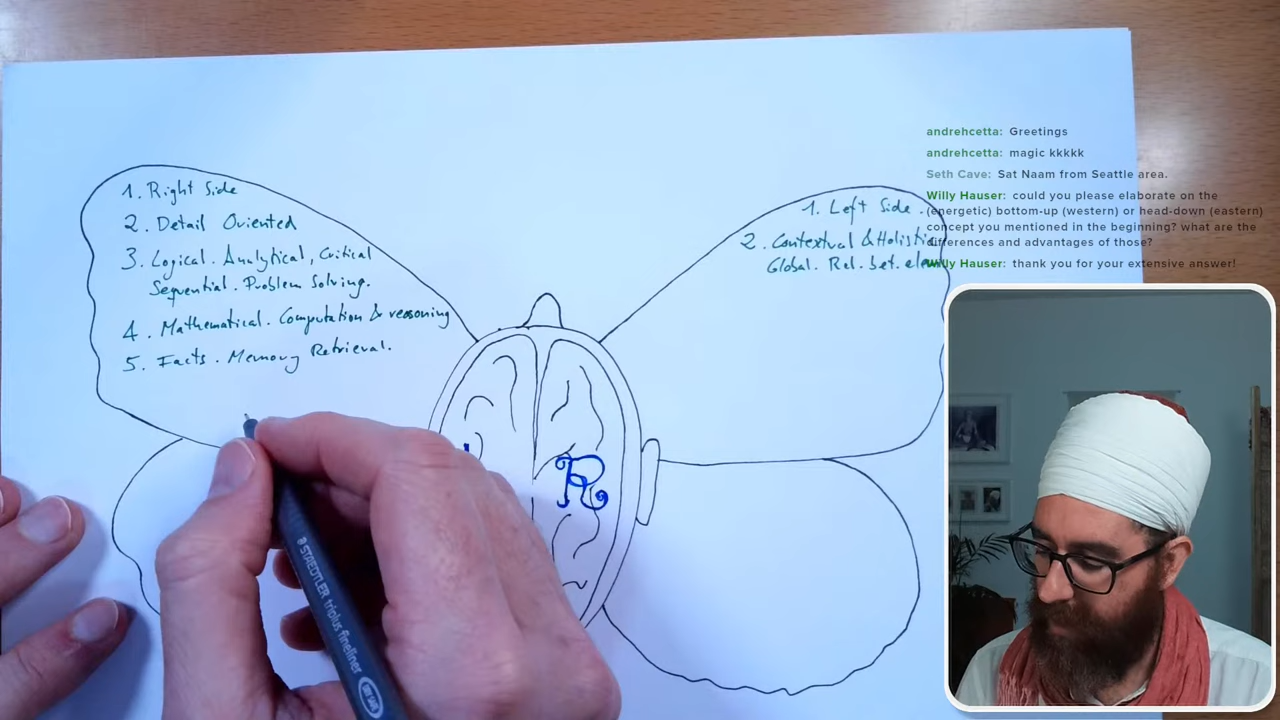 1. Right Side
2. Detail Oriented
3. Logical. Analytical, Critical
Sequential. Problem Solving.
4. Mathematical. Computation & reasoning
5. Facts. Memory Retrieval.
1. Left Side.
2. Contextual & Holistic
Global. Rel. bet. elem
R
STAEDTLER triplus fineliner
andrehcetta: Greetings
andrehcetta: magic kkkkk
Seth Cave: Sat Naam from Seattle area.
Willy Hauser: could you please elaborate on the
(energetic) bottom-up (western) or head-down (eastern)
concept you mentioned in the beginning? what are the
differences and advantages of those?
Willy Hauser: thank you for your extensive answer!